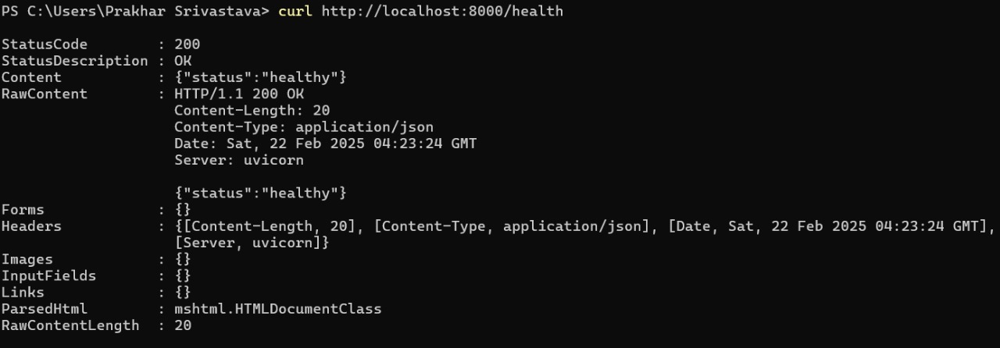 PS C:\Users\Prakhar Srivastava> curl http://localhost:8000/health
StatusCode : 200
StatusDescription : OK
Content : {"status":"healthy"}
RawContent : HTTP/1.1 200 OK
Content-Length: 20
Content-Type: application/json
Date: Sat, 22 Feb 2025 04:23:24 GMT
Server: uvicorn
{"status":"healthy"}
Forms : {}
Headers : {[Content-Length, 20], [Content-Type, application/json], [Date, Sat, 22 Feb 2025 04:23:24 GMT],
[Server, uvicorn]}
Images : {}
InputFields : {}
Links : {}
ParsedHtml : mshtml.HTMLDocumentClass
RawContentLength : 20